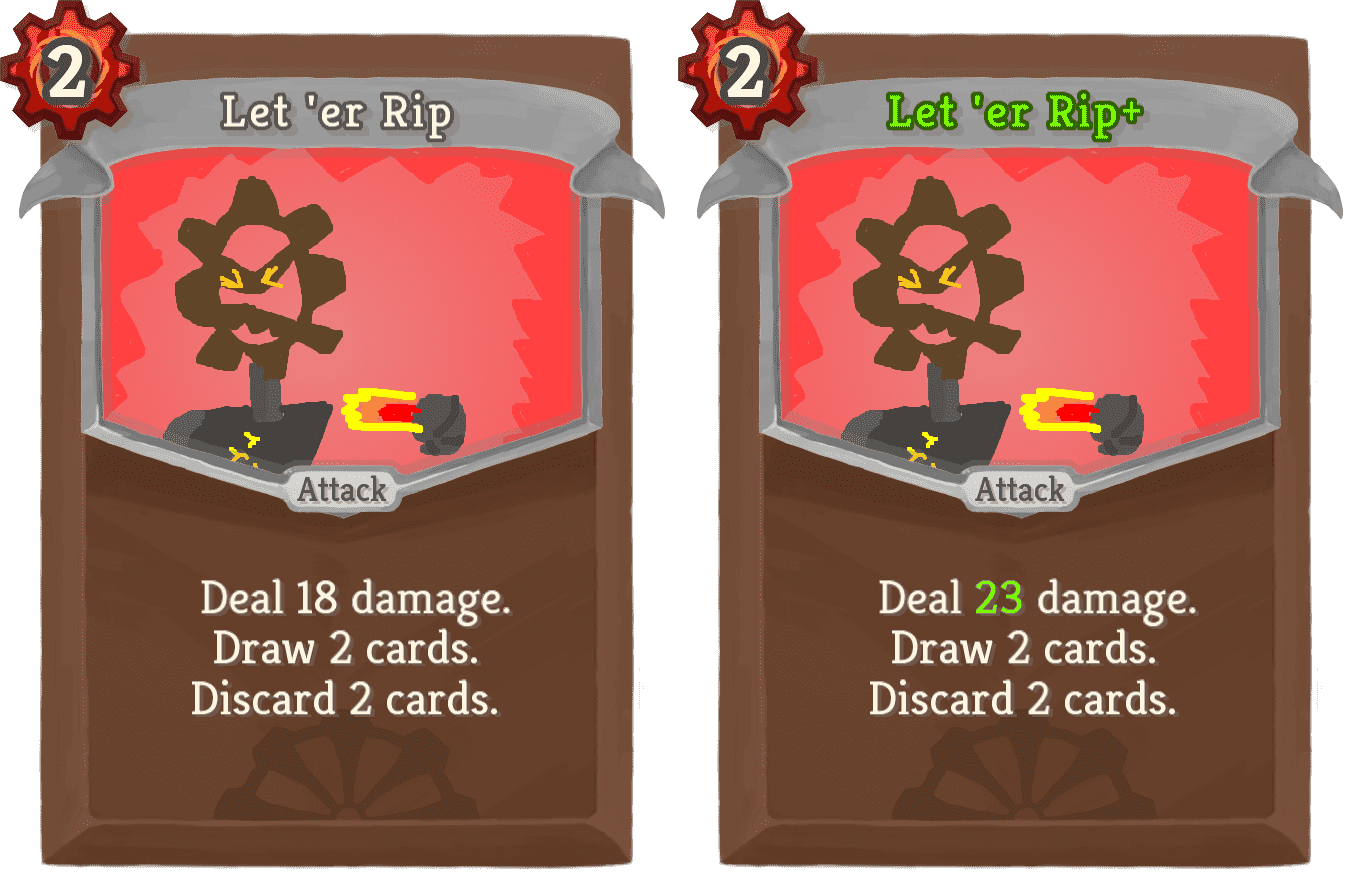 2
Let 'er Rip
Attack
Deal 18 damage.
Draw 2 cards.
Discard 2 cards.
2
Let 'er Rip+
Attack
Deal 23 damage.
Draw 2 cards.
Discard 2 cards.